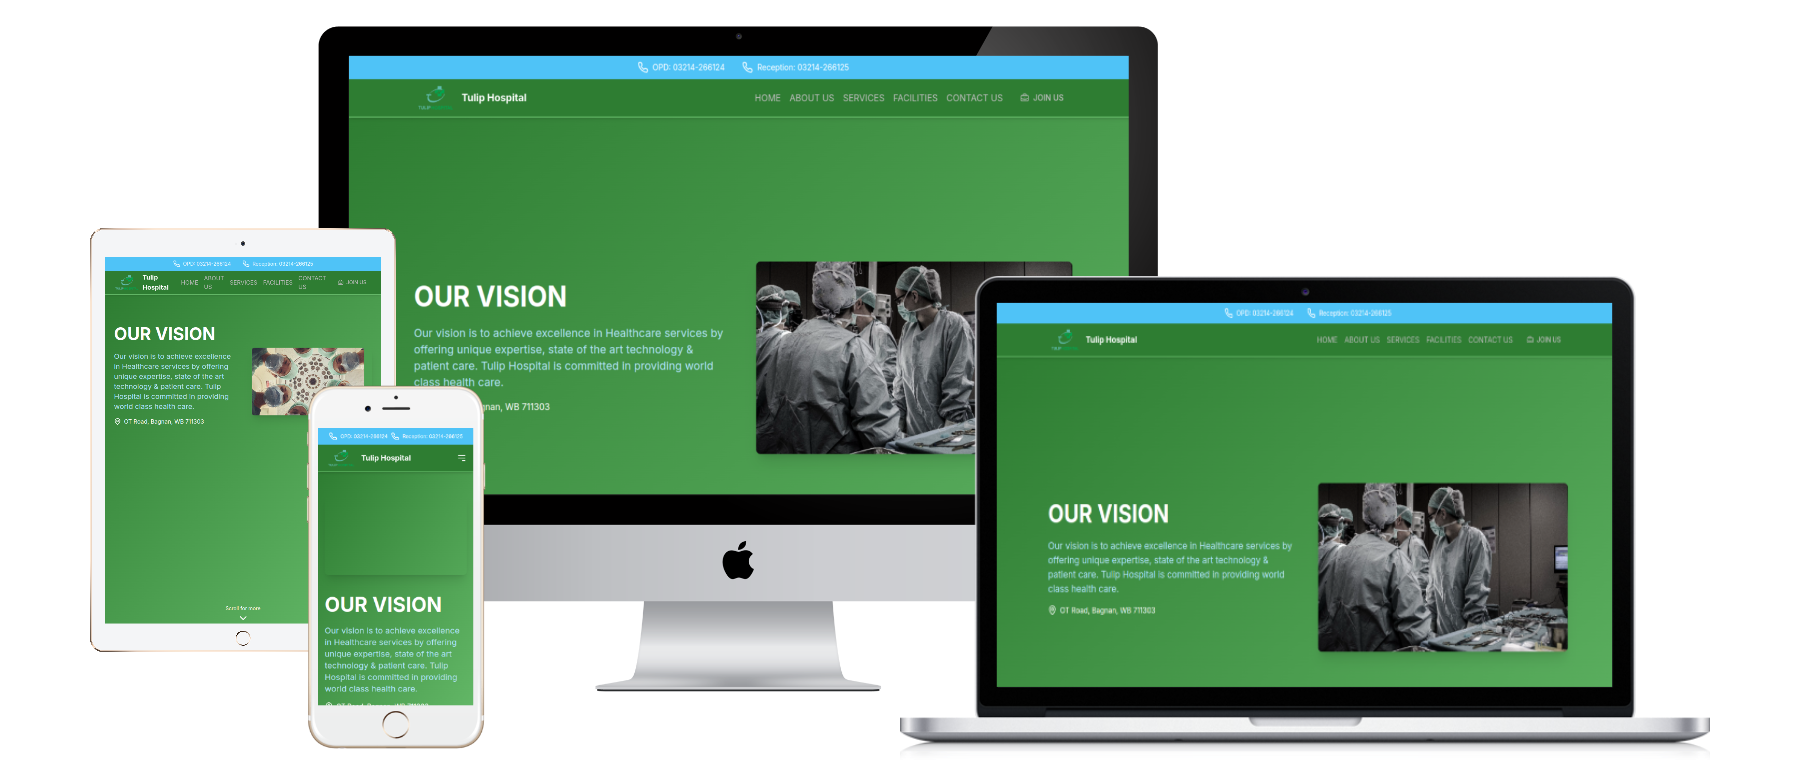 OPD: 03214-266124 Reception: 03214-266125
Tulip Hospital HOME ABOUT US SERVICES FACILITIES CONTACT US JOIN US
OUR VISION
Our vision is to achieve excellence in Healthcare services by
offering unique expertise, state of the art technology &
patient care. Tulip Hospital is committed in providing world
class health care.
gnan, WB 711303
OPD: 03214-266124 Reception: 03214-266125
Tulip
Hospital
HOME ABOUT
US SERVICES FACILITIES CONTACT
US JOIN US
OUR VISION
Our vision is to achieve excellence
in Healthcare services by offering
unique expertise, state of the art
technology & patient care. Tulip
Hospital is committed in providing
world class health care.
OT Road, Bagnan, WB 711303
Scroll for more
OPD: 03214-266124 Reception: 03214-266125
Tulip Hospital
OUR VISION
Our vision is to achieve excellence
in Healthcare services by offering
unique expertise, state of the art
technology & patient care. Tulip
Hospital is committed in providing
world class health care.
OT Road, Bagnan, WB 711303
OPD: 03214-266124 Reception: 03214-266125
Tulip Hospital HOME ABOUT US SERVICES FACILITIES CONTACT US JOIN US
OUR VISION
Our vision is to achieve excellence in Healthcare services by
offering unique expertise, state of the art technology &
patient care. Tulip Hospital is committed in providing world
class health care.
OT Road, Bagnan, WB 711303